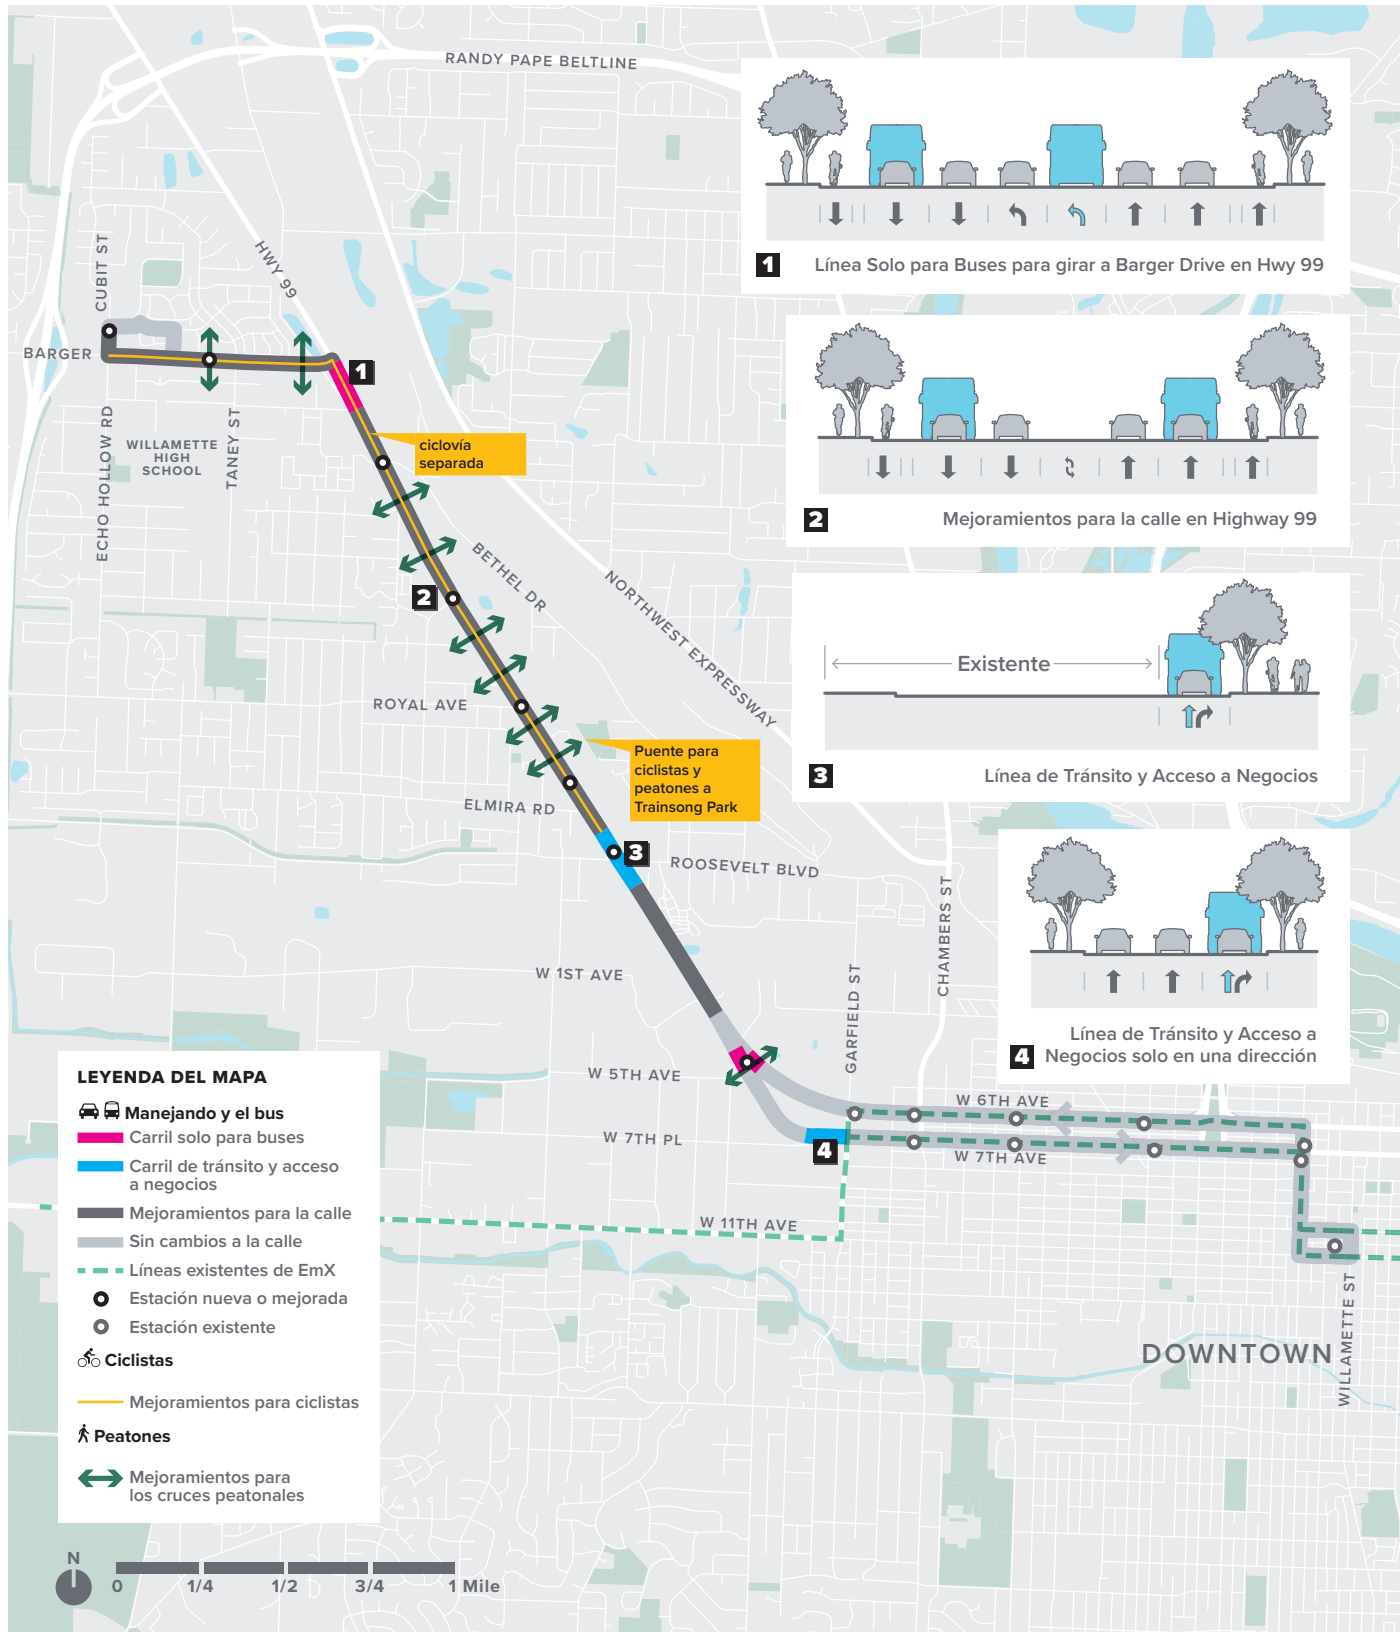 RANDY PAPE BELTLINE
1
Línea Solo para Buses para girar a Barger Drive en Hwy 99
CUBIT ST
HWY 99
BARGER
1
ECHO HOLLOW RD
WILLAMETTE
HIGH
SCHOOL
TANEY ST
ciclovía
separada
2
Mejoramientos para la calle en Highway 99
BETHEL DR
2
NORTHWEST EXPRESSWAY
Existente
3
Línea de Tránsito y Acceso a Negocios
ROYAL AVE
Puente para
ciclistas y
peatones a
Trainsong Park
ELMIRA RD
3
ROOSEVELT BLVD
CHAMBERS ST
W 1ST AVE
GARFIELD ST
Línea de Tránsito y Acceso a
4
Negocios solo en una dirección
W 5TH AVE
W 6TH AVE
W 7TH PL
4
W 7TH AVE
W 11TH AVE
WILLAMETTE ST
DOWNTOWN
LEYENDA DEL MAPA
Manejando y el bus
Carril solo para buses
Carril de tránsito y acceso
a negocios
Mejoramientos para la calle
Sin cambios a la calle
Líneas existentes de EmX
Estación nueva o mejorada
Estación existente
Ciclistas
Mejoramientos para ciclistas
Peatones
Mejoramientos para
los cruces peatonales
N
0 1/4 1/2 3/4 1 Mile